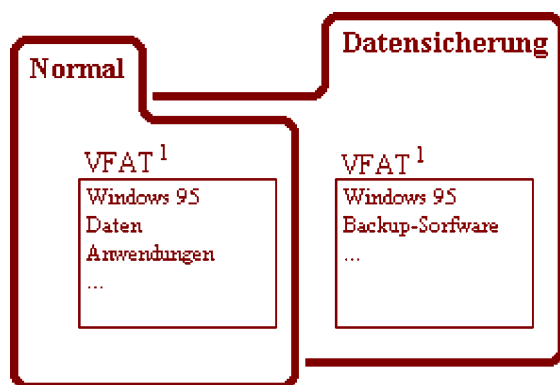 Normal
VFAT 1
Windows 95
Daten
Anwendungen
...
Datensicherung
VFAT 1
Windows 95
Backup-Sorfware
...